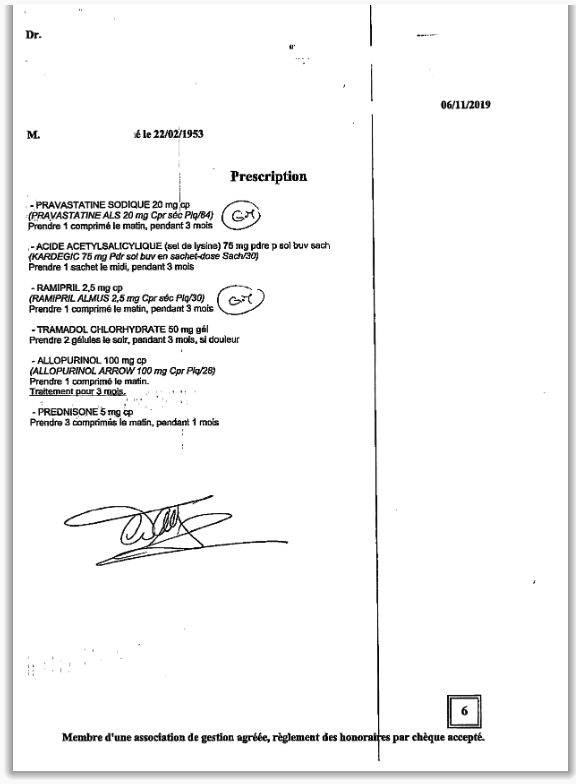 Dr.
06/11/2019
M. é le 22/02/1953
Prescription
- PRAVASTATINE SODIQUE 20 mg cp
(PRAVASTATINE ALS 20 mg Cpr séc Plq/84)
Prendre 1 comprimé le matin, pendant 3 mois
- ACIDE ACETYLSALICYLIQUE (sel de lysine) 75 mg pdre p sol buv sach
(KARDEGIC 75 mg Pdr sol buv en sachet-dose Sach/30)
Prendre 1 sachet le midi, pendant 3 mois
- RAMIPRIL 2,5 mg cp
(RAMIPRIL ALMUS 2,5 mg Cpr séc Plq/30)
Prendre 1 comprimé le matin, pendant 3 mois
- TRAMADOL CHLORHYDRATE 50 mg gél
Prendre 2 gélules le soir, pendant 3 mois, si douleur
- ALLOPURINOL 100 mg cp
(ALLOPURINOL ARROW 100 mg Cpr Plq/28)
Prendre 1 comprimé le matin.
Traitement pour 3 mois.
- PREDNISONE 5 mg cp
Prendre 3 comprimés le matin, pendant 1 mois
6
Membre d'une association de gestion agréée, règlement des honoraires par chèque accepté.